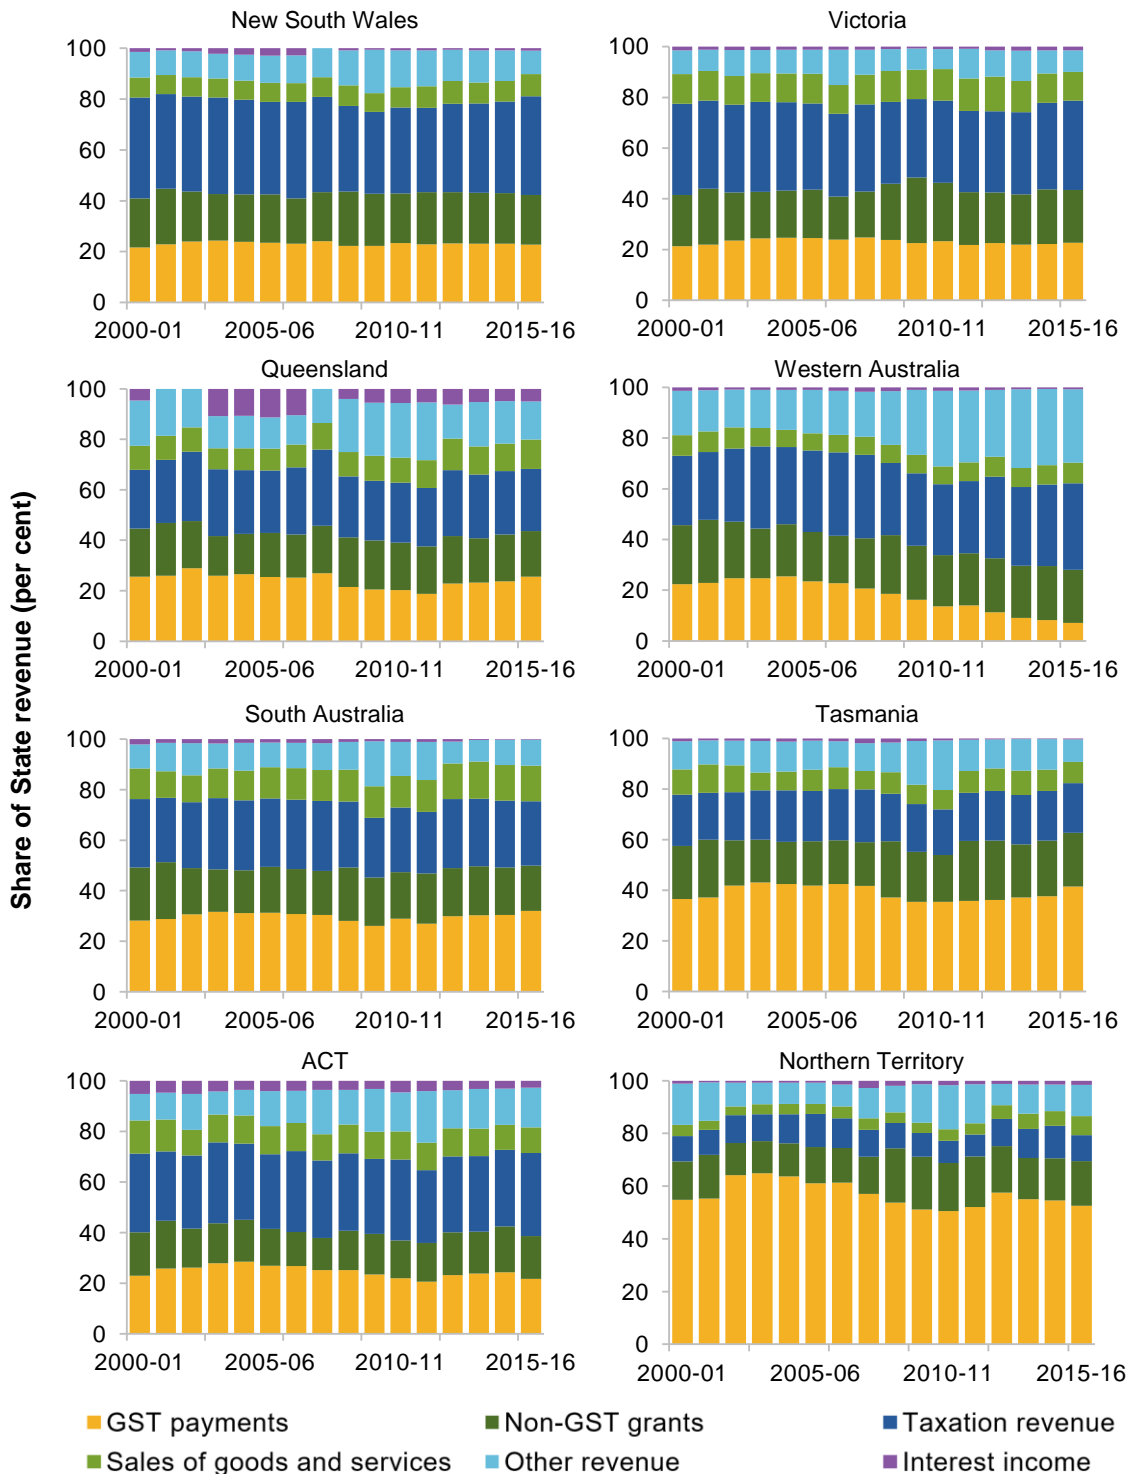 New South Wales
Victoria
100
80
60
40
20
0
2000-01 2005-06 2010-11 2015-16
100
80
60
40
20
0
2000-01 2005-06 2010-11 2015-16
Queensland
Western Australia
100
80
60
40
20
0
2000-01 2005-06 2010-11 2015-16
100
80
60
40
20
0
2000-01 2005-06 2010-11 2015-16
Share of State revenue (per cent)
South Australia
Tasmania
100
80
60
40
20
0
2000-01 2005-06 2010-11 2015-16
100
80
60
40
20
0
2000-01 2005-06 2010-11 2015-16
ACT
Northern Territory
100
80
60
40
20
0
2000-01 2005-06 2010-11 2015-16
100
80
60
40
20
0
2000-01 2005-06 2010-11 2015-16
GST payments Non-GST grants Taxation revenue
Sales of goods and services Other revenue Interest income